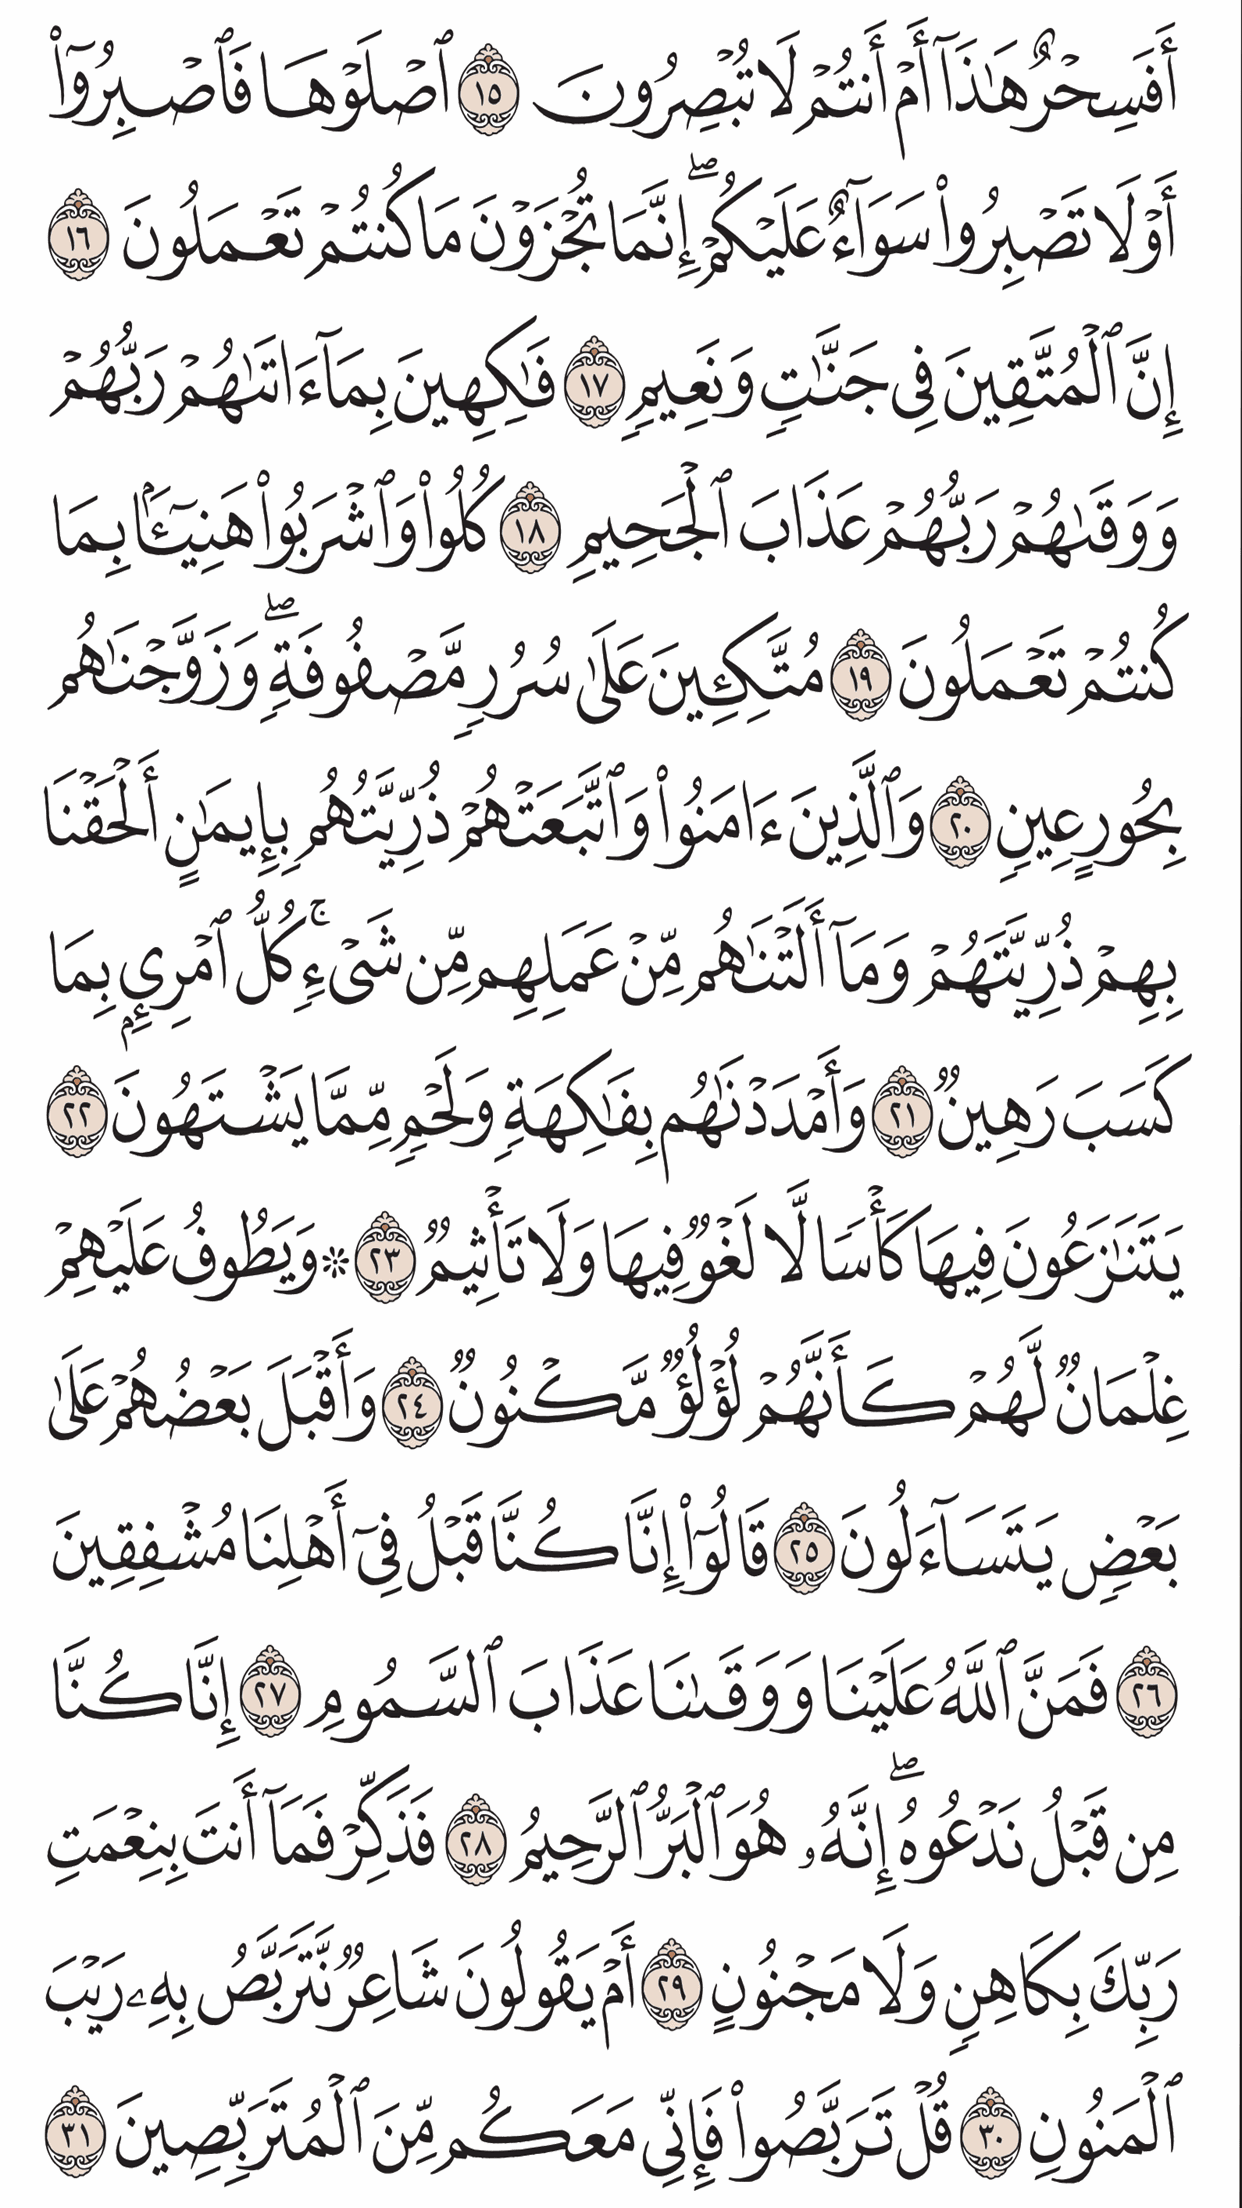 أَفَسِحْرٌ هَٰذَآ أَمْ أَنتُمْ لَا تُبْصِرُونَ ١٥ ٱصْلَوْهَا فَٱصْبِرُوٓا۟
أَوْ لَا تَصْبِرُوا۟ سَوَآءٌ عَلَيْكُمْ ۖ إِنَّمَا تُجْزَوْنَ مَا كُنتُمْ تَعْمَلُونَ ١٦
إِنَّ ٱلْمُتَّقِينَ فِى جَنَّٰتٍ وَنَعِيمٍ ١٧ فَٰكِهِينَ بِمَآ ءَاتَىٰهُمْ رَبُّهُمْ
وَوَقَىٰهُمْ رَبُّهُمْ عَذَابَ ٱلْجَحِيمِ ١٨ كُلُوا۟ وَٱشْرَبُوا۟ هَنِيٓـًٔۢا بِمَا
كُنتُمْ تَعْمَلُونَ ١٩ مُتَّكِـِٔينَ عَلَىٰ سُرُرٍ مَّصْفُوفَةٍ ۖ وَزَوَّجْنَٰهُم
بِحُورٍ عِينٍ ٢٠ وَٱلَّذِينَ ءَامَنُوا۟ وَٱتَّبَعَتْهُمْ ذُرِّيَّتُهُم بِإِيمَٰنٍ أَلْحَقْنَا
بِهِمْ ذُرِّيَّتَهُمْ وَمَآ أَلَتْنَٰهُم مِّنْ عَمَلِهِم مِّن شَىْءٍ ۚ كُلُّ ٱمْرِئٍۭ بِمَا
كَسَبَ رَهِينٌ ٢١ وَأَمْدَدْنَٰهُم بِفَٰكِهَةٍ وَلَحْمٍ مِّمَّا يَشْتَهُونَ ٢٢
يَتَنَٰزَعُونَ فِيهَا كَأْسًا لَّا لَغْوٌ فِيهَا وَلَا تَأْثِيمٌ ٢٣ ۞ وَيَطُوفُ عَلَيْهِمْ
غِلْمَانٌ لَّهُمْ كَأَنَّهُمْ لُؤْلُؤٌ مَّكْنُونٌ ٢٤ وَأَقْبَلَ بَعْضُهُمْ عَلَىٰ
بَعْضٍ يَتَسَآءَلُونَ ٢٥ قَالُوٓا۟ إِنَّا كُنَّا قَبْلُ فِىٓ أَهْلِنَا مُشْفِقِينَ
٢٦ فَمَنَّ ٱللَّهُ عَلَيْنَا وَوَقَىٰنَا عَذَابَ ٱلسَّمُومِ ٢٧ إِنَّا كُنَّا
مِن قَبْلُ نَدْعُوهُ ۖ إِنَّهُۥ هُوَ ٱلْبَرُّ ٱلرَّحِيمُ ٢٨ فَذَكِّرْ فَمَآ أَنتَ بِنِعْمَتِ
رَبِّكَ بِكَاهِنٍ وَلَا مَجْنُونٍ ٢٩ أَمْ يَقُولُونَ شَاعِرٌ نَّتَرَبَّصُ بِهِۦ رَيْبَ
ٱلْمَنُونِ ٣٠ قُلْ تَرَبَّصُوا۟ فَإِنِّى مَعَكُم مِّنَ ٱلْمُتَرَبِّصِينَ ٣١